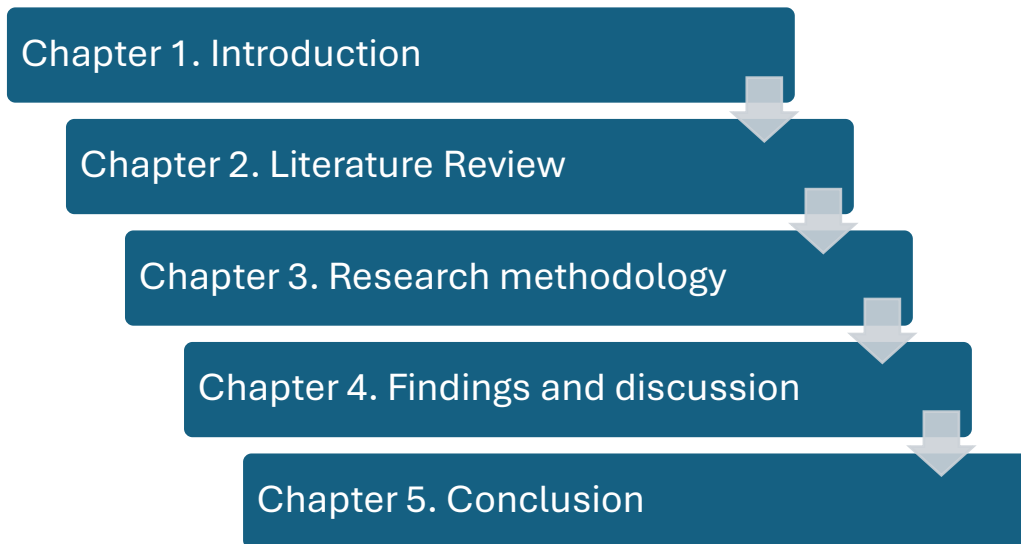 Chapter 1. Introduction
Chapter 2. Literature Review
Chapter 3. Research methodology
Chapter 4. Findings and discussion
Chapter 5. Conclusion